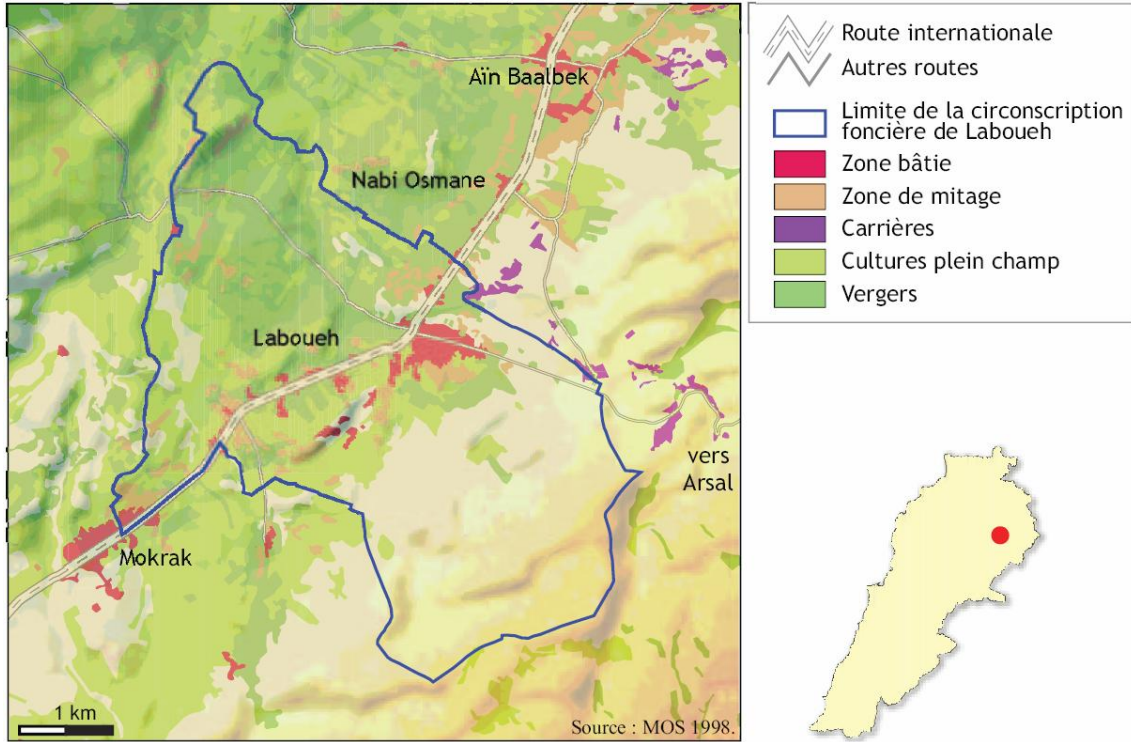 Aïn Baalbek
Nabi Osmane
Laboueh
vers
Arsal
Mokrak
1 km
Source : MOS 1998.
Route internationale
Autres routes
Limite de la circonscription
foncière de Laboueh
Zone bâtie
Zone de mitage
Carrières
Cultures plein champ
Vergers